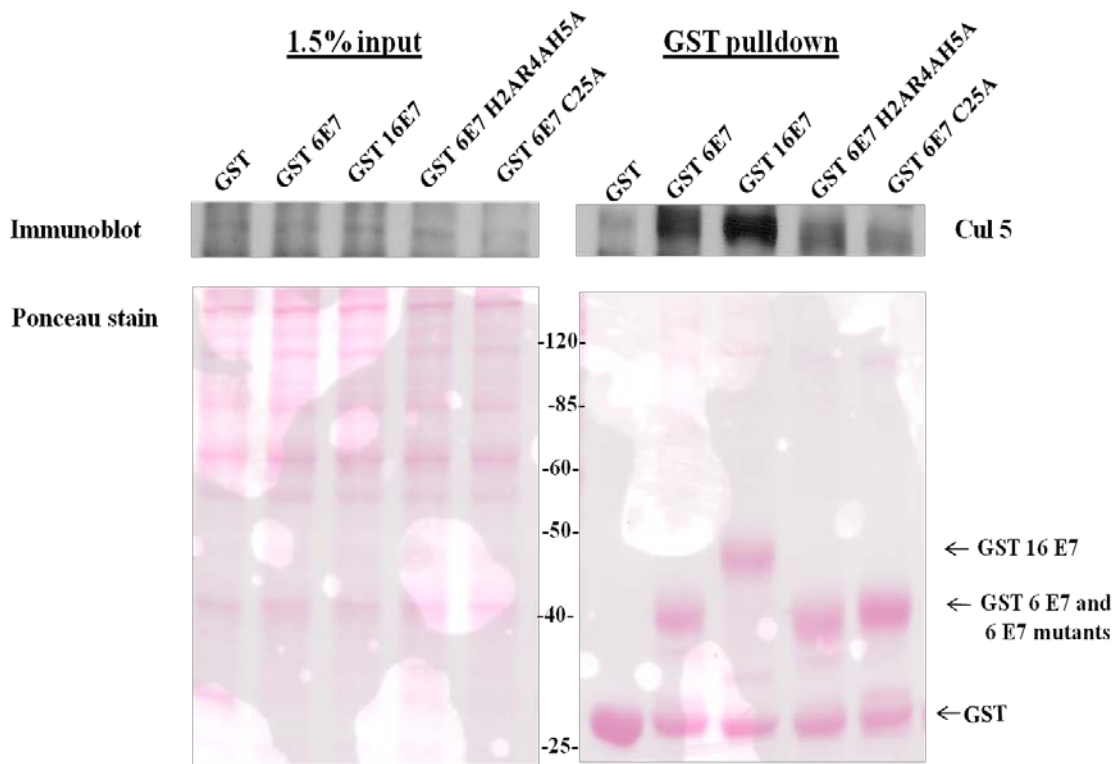 1.5% input
GST pulldown
GST
GST 6E7
GST 16E7
GST 6E7 H2AR4AH5A
GST 6E7 C25A
GST
GST 6E7
GST 16E7
GST 6E7 H2AR4AH5A
GST 6E7 C25A
Immunoblot
Cul 5
Ponceau stain
-120-
-85-
-60-
-50-
-40-
-25-
← GST 16 E7
← GST 6 E7 and
6 E7 mutants
←GST